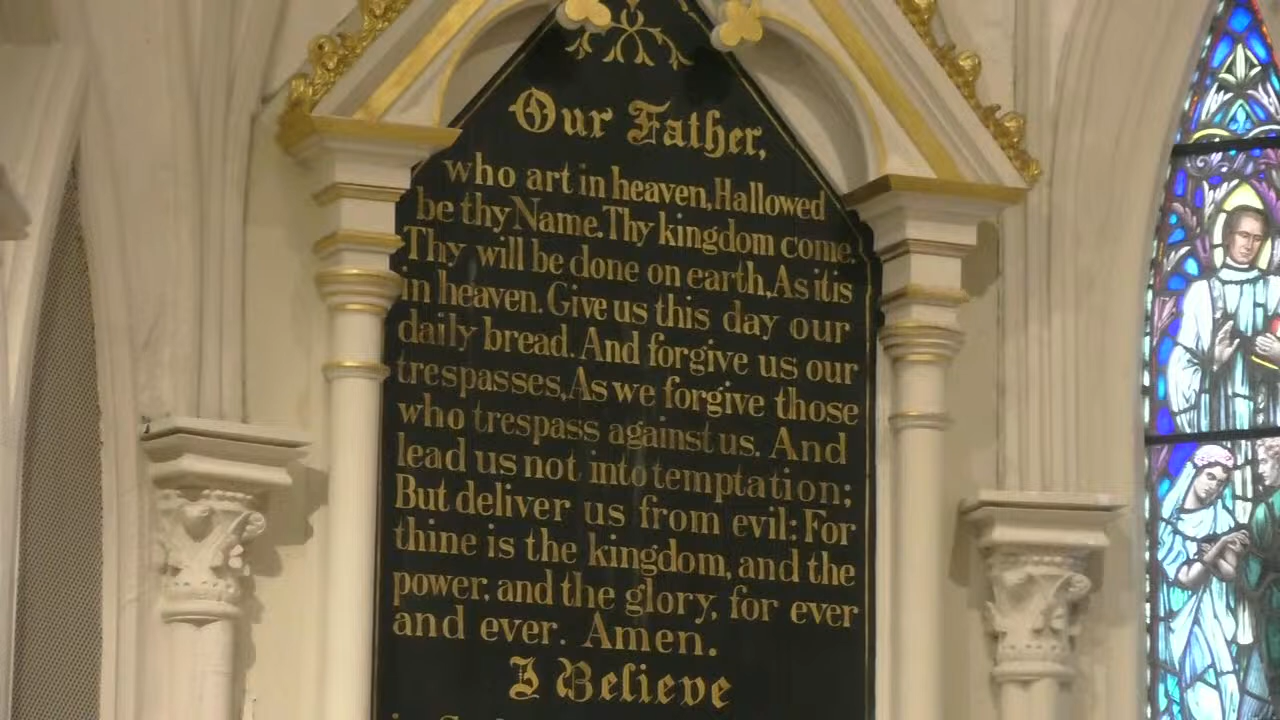 Our Father,
who art in heaven, Hallowed
be thy Name. Thy kingdom come.
Thy will be done on earth, As it is
in heaven. Give us this day our
daily bread. And forgive us our
trespasses, As we forgive those
who trespass against us. And
lead us not into temptation;
But deliver us from evil: For
thine is the kingdom, and the
power, and the glory, for ever
and ever. Amen.
I Believe